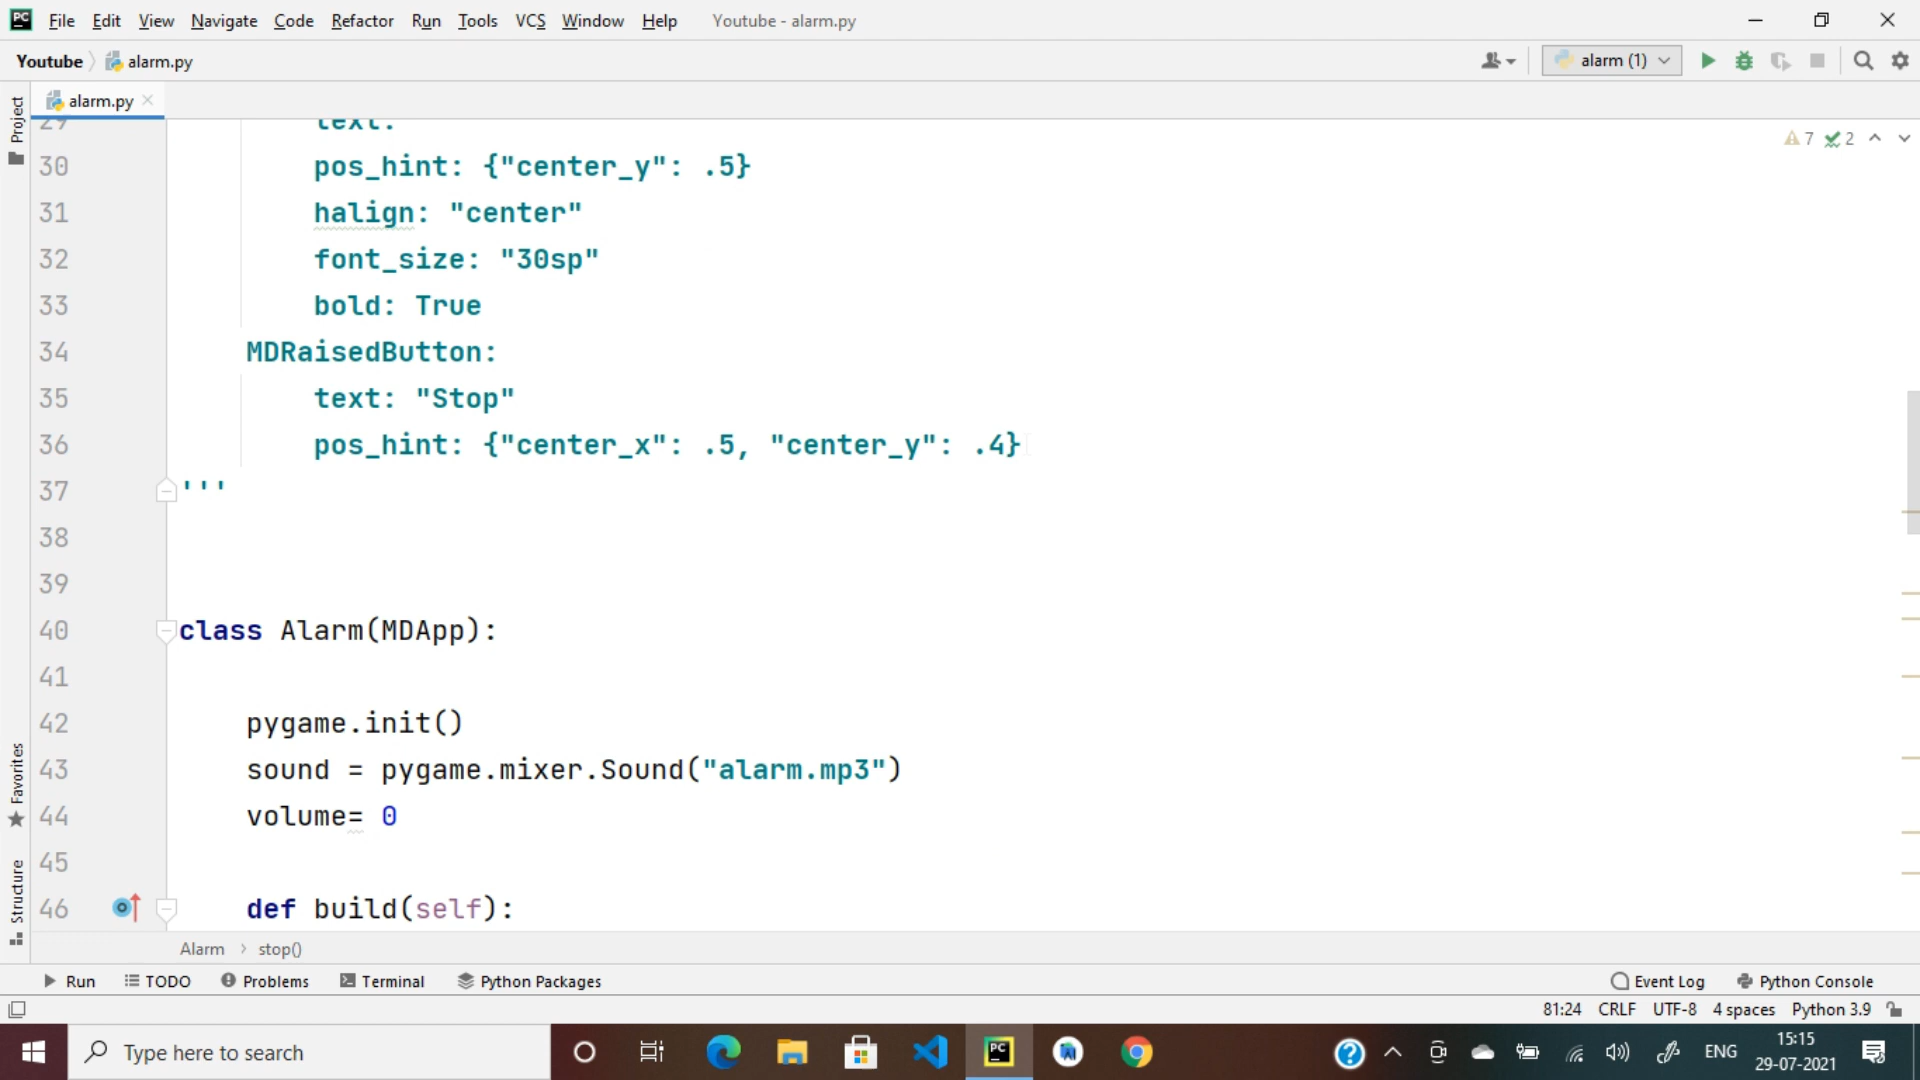 PC File Edit View Navigate Code Refactor Run Tools VCS Window Help Youtube - alarm.py
Youtube alarm.py alarm (1)
Project alarm.py
7 2
29 text:
30 pos_hint: {"center_y": .5}
31 halign: "center"
32 font_size: "30sp"
33 bold: True
34 MDRaisedButton:
35 text: "Stop"
36 pos_hint: {"center_x": .5, "center_y": .4}
37 '''
38
39
40 class Alarm(MDApp):
41
42 pygame.init()
43 sound = pygame.mixer.Sound("alarm.mp3")
44 volume= 0
45
46 def build(self):
Favorites
Structure
Alarm > stop()
Run TODO Problems Terminal Python Packages Event Log Python Console
81:24 CRLF UTF-8 4 spaces Python 3.9
Type here to search PC ENG 15:15
29-07-2021